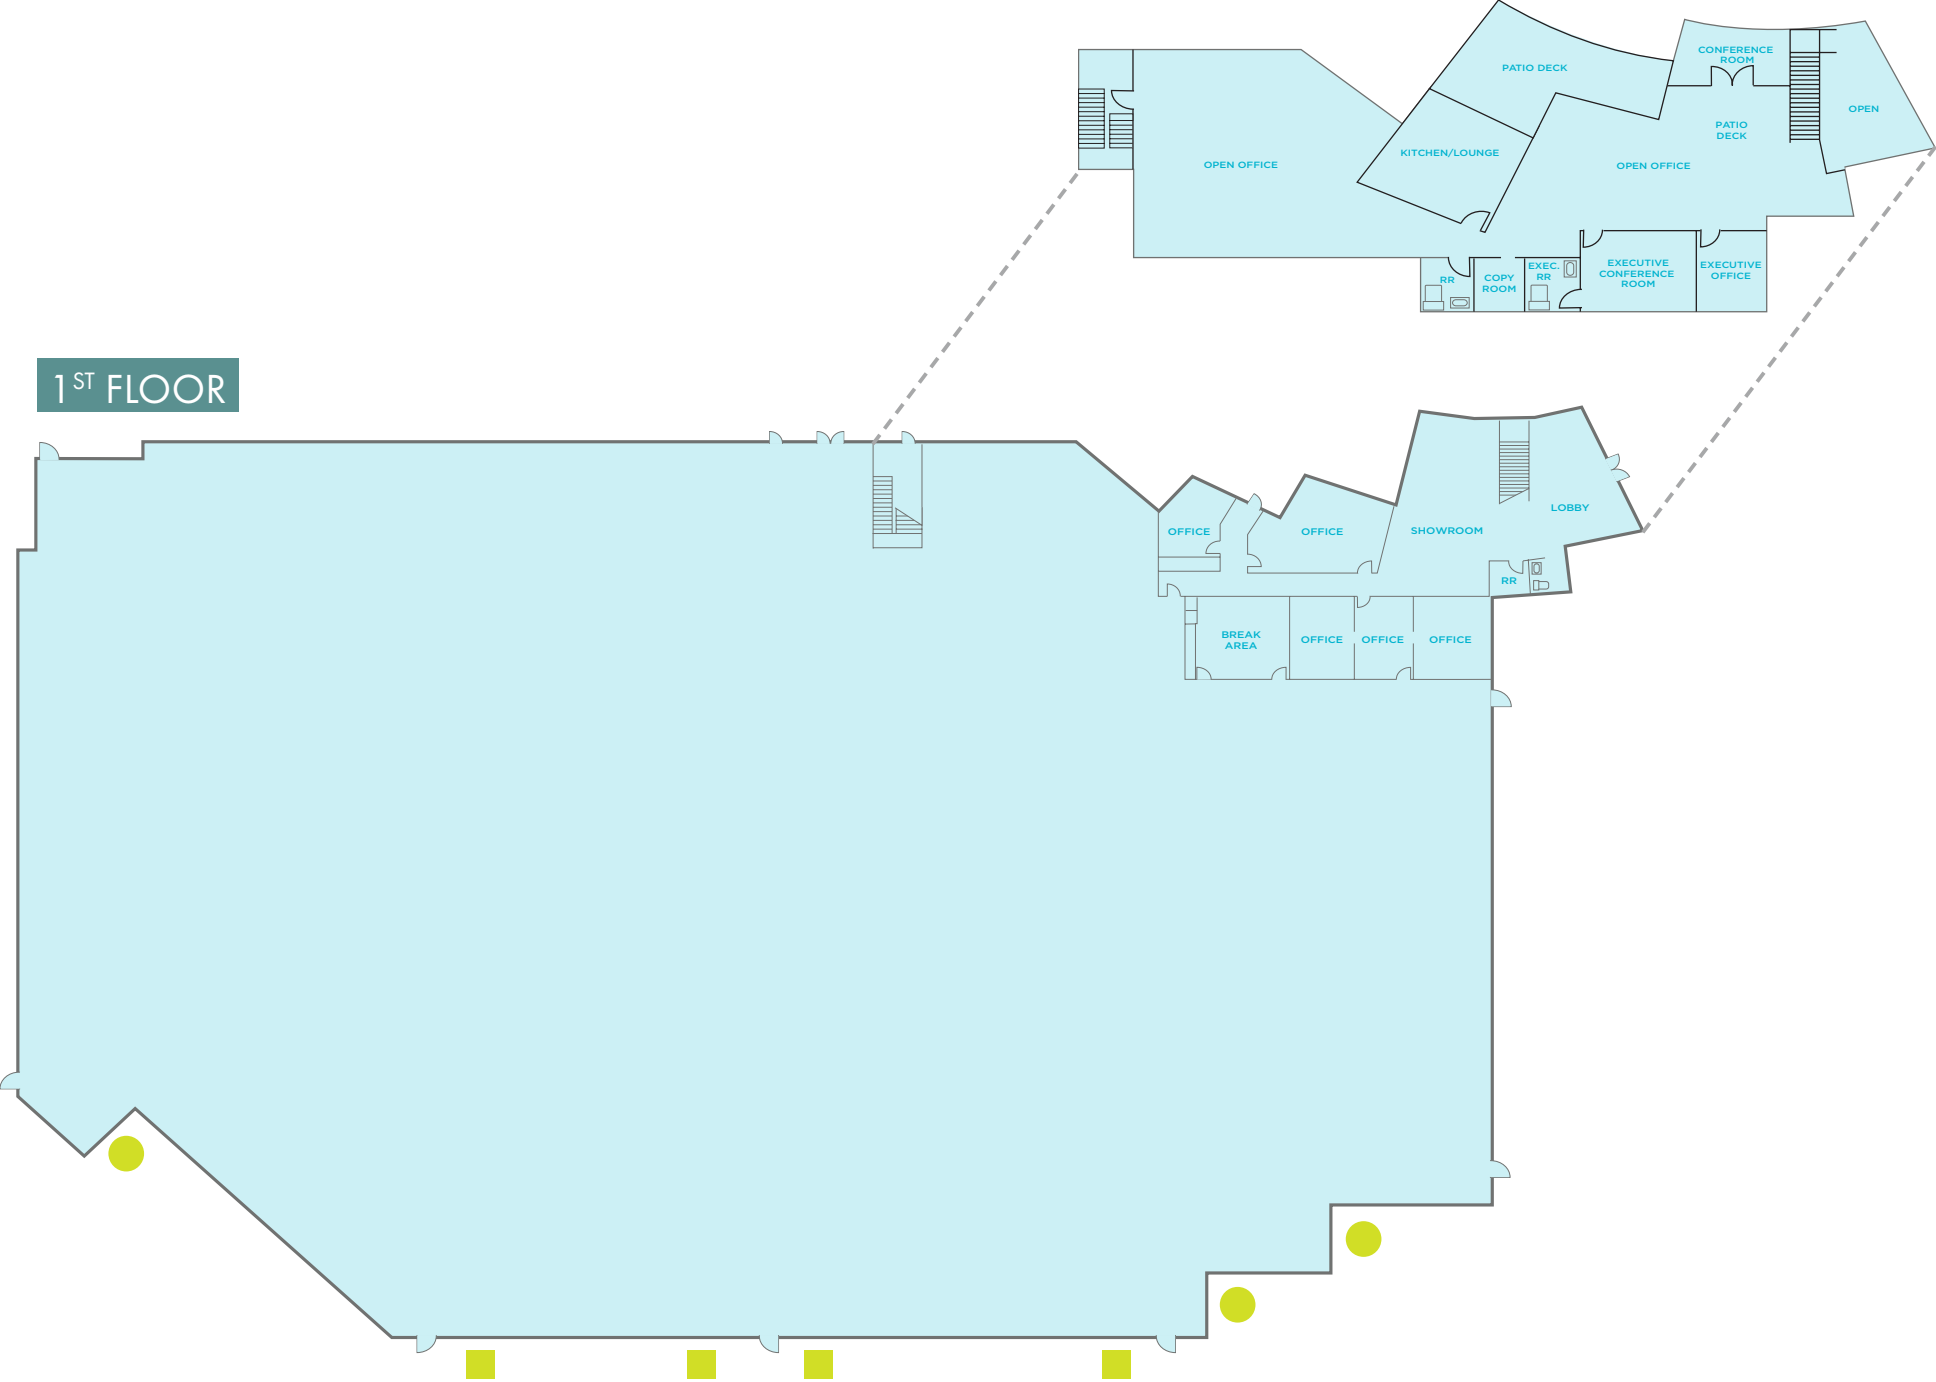 CONFERENCE
ROOM
PATIO DECK
OPEN
PATIO
DECK
KITCHEN/LOUNGE
OPEN OFFICE
OPEN OFFICE
EXECUTIVE
CONFERENCE
ROOM
EXECUTIVE
OFFICE
EXEC.
RR
COPY
ROOM
RR
1ST FLOOR
LOBBY
OFFICE
OFFICE
SHOWROOM
RR
BREAK
AREA
OFFICE
OFFICE
OFFICE